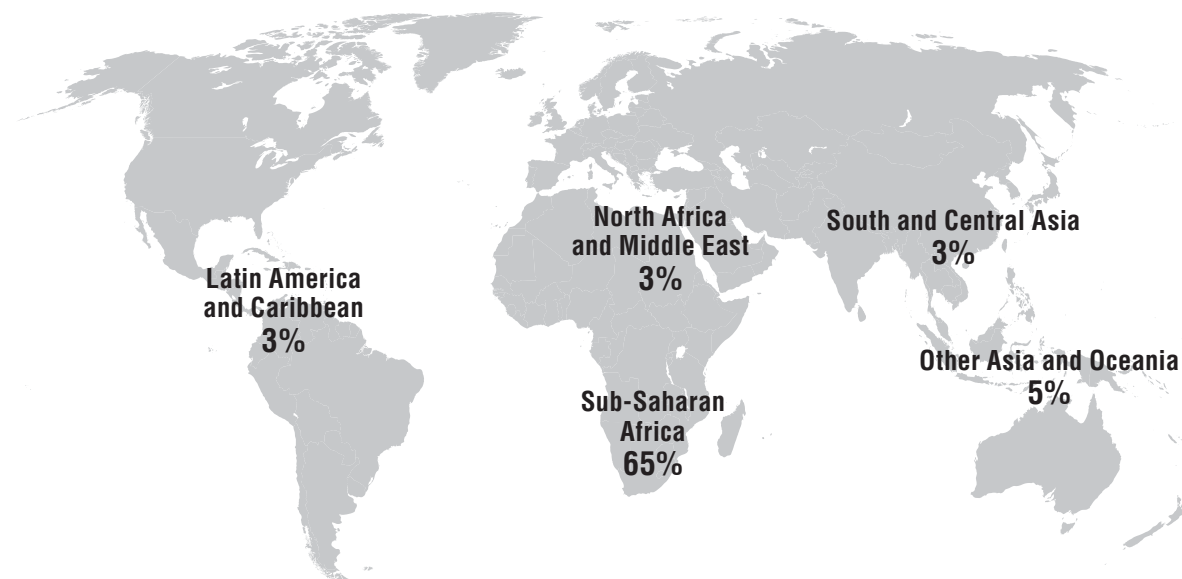 North Africa
and Middle East
3%
South and Central Asia
3%
Latin America
and Caribbean
3%
Other Asia and Oceania
5%
Sub-Saharan
Africa
65%